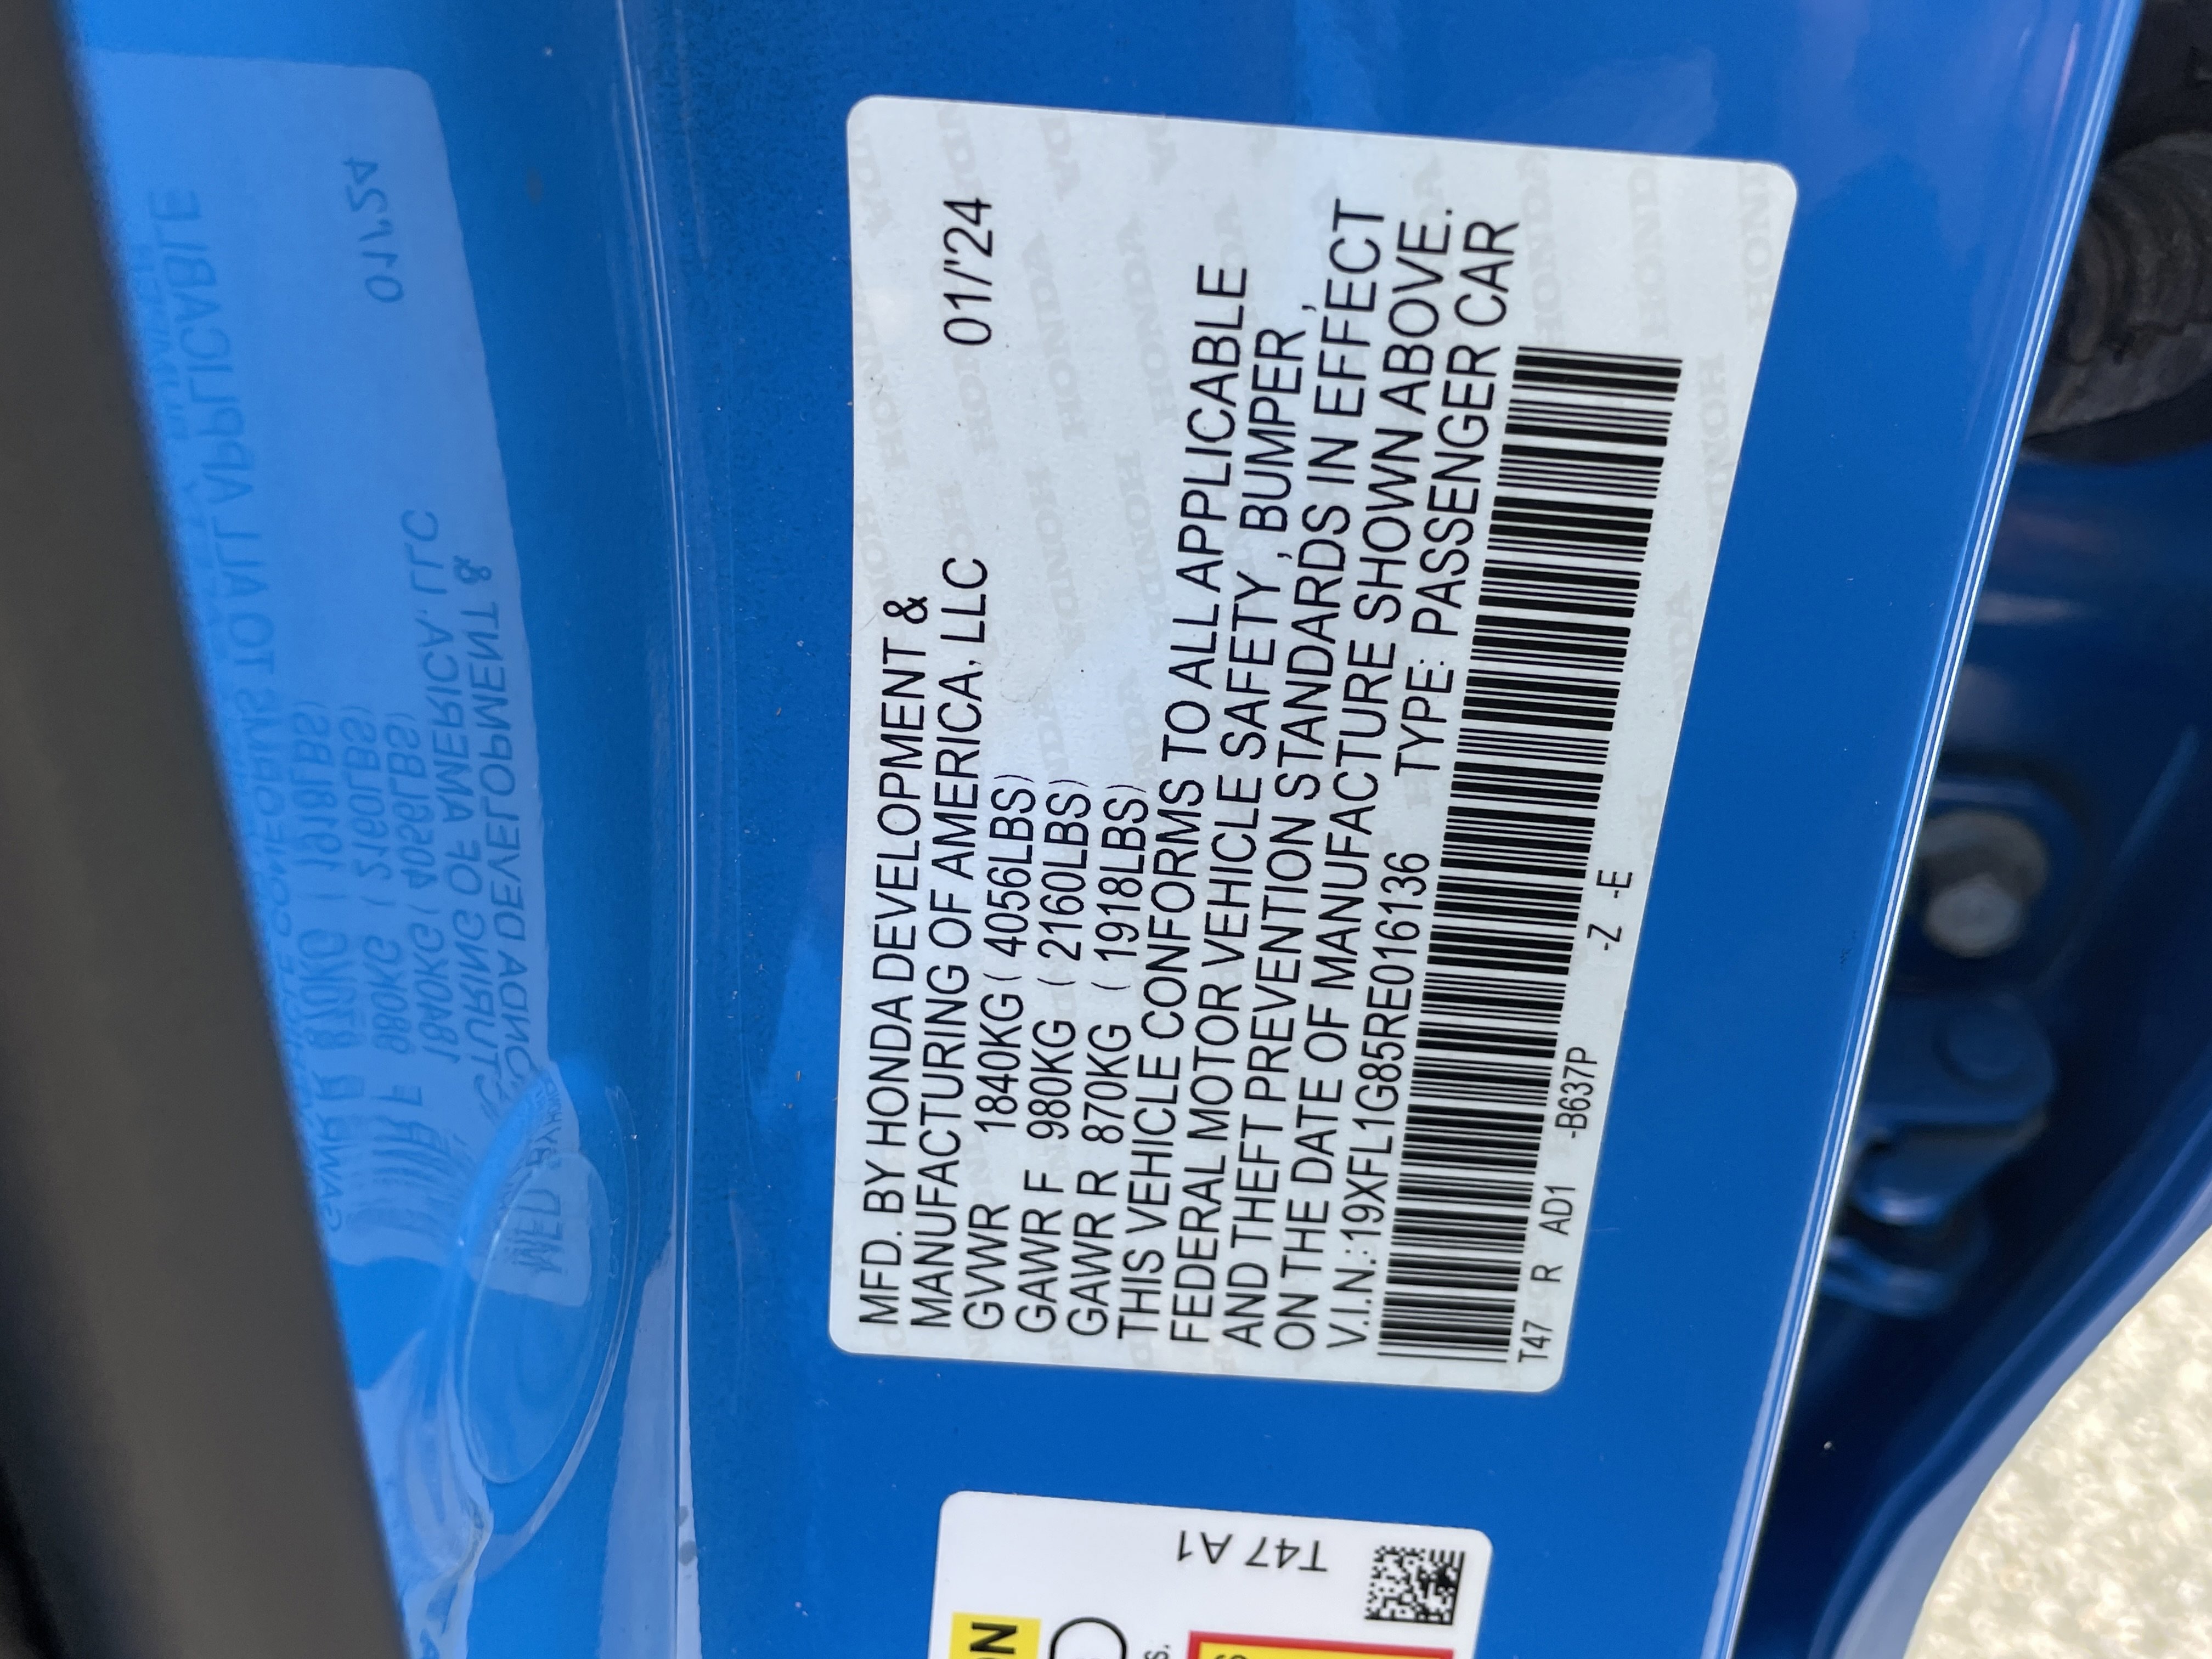 MFD. BY HONDA DEVELOPMENT &
MANUFACTURING OF AMERICA, LLC 01/'24
GVWR 1840KG ( 4056LBS)
GAWR F 980KG ( 2160LBS)
GAWR R 870KG ( 1918LBS)
THIS VEHICLE CONFORMS TO ALL APPLICABLE
FEDERAL MOTOR VEHICLE SAFETY , BUMPER ,
AND THEFT PREVENTION STANDARDS IN EFFECT
ON THE DATE OF MANUFACTURE SHOWN ABOVE.
V.I.N.:19XFL1G85RE016136 TYPE: PASSENGER CAR
T47 R AD1 -B637P -Z -E
T47 A1